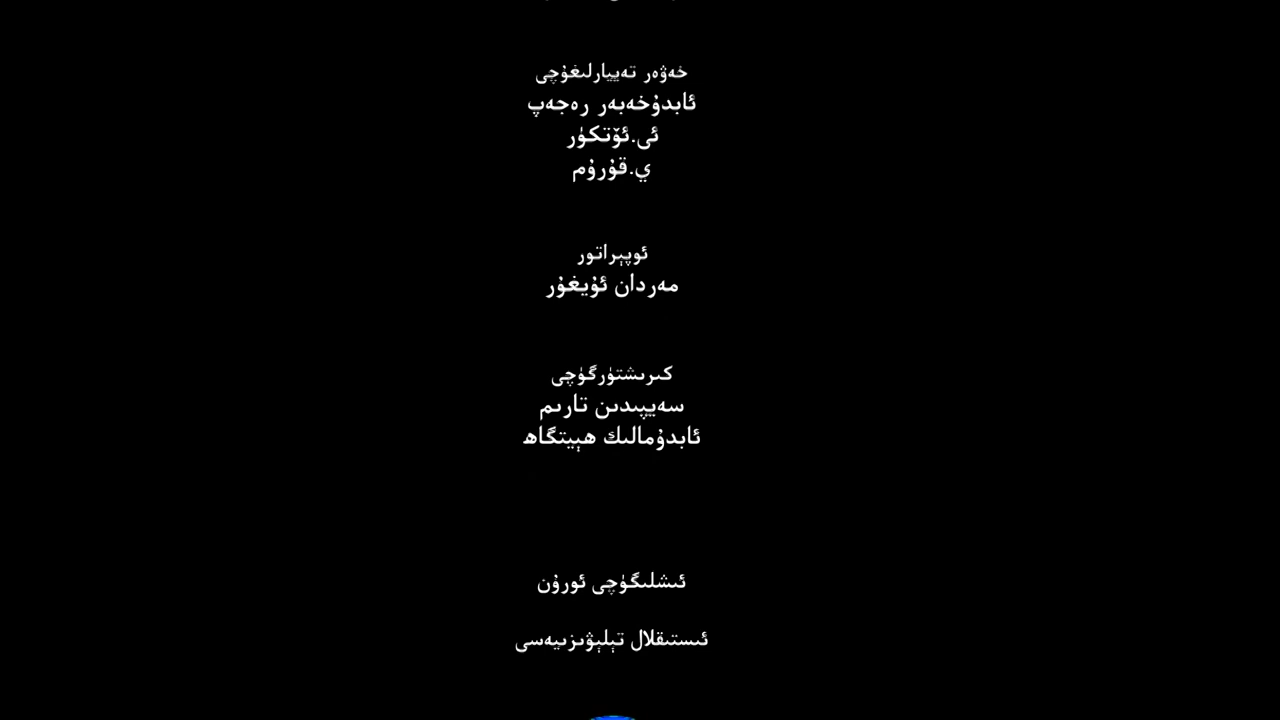 خەۋەر تەييارلىغۇچى
ئابدۇخەبەر رەجەپ
ئى.ئۆتكۈر
ي.قۇرۇم
ئوپېراتور
مەردان ئۇيغۇر
كىرىشتۈرگۈچى
سەيپىدىن تارىم
ئابدۇمالىك ھېيتگاھ
ئىشلىگۈچى ئورۇن
ئىستىقلال تېلېۋىزىيەسى